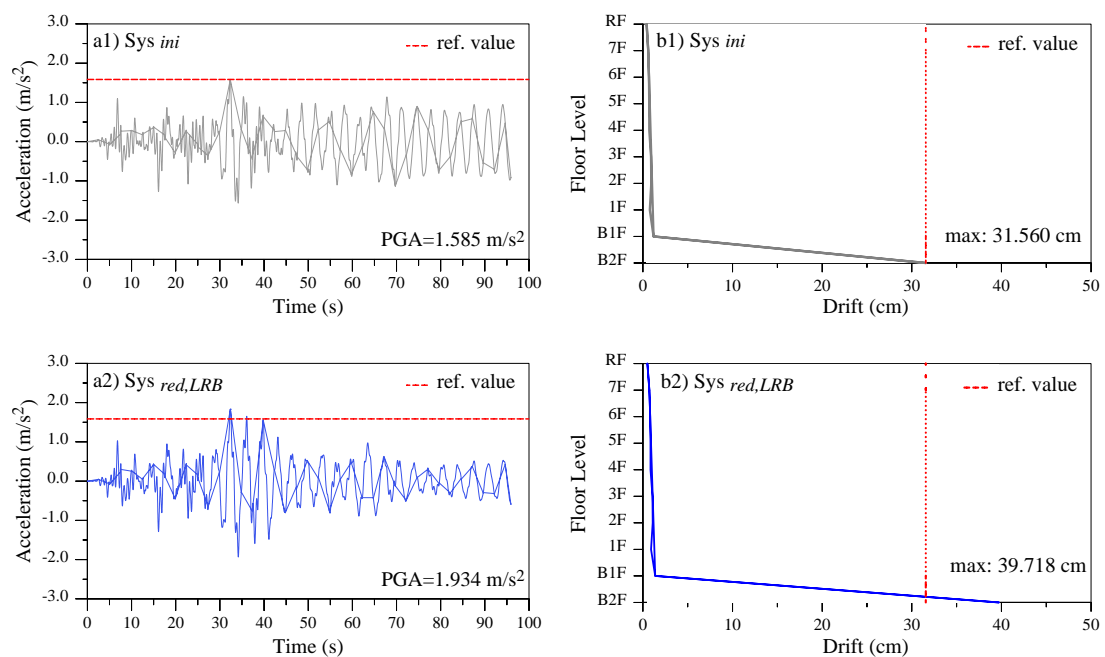 a1) Sys ini
ref. value
3.0
2.0
1.0
0.0
-1.0
-2.0
-3.0
Acceleration (m/s²)
PGA=1.585 m/s²
0 10 20 30 40 50 60 70 80 90 100
Time (s)
b1) Sys ini
ref. value
RF
7F
6F
5F
4F
3F
2F
1F
B1F
B2F
Floor Level
max: 31.560 cm
0 10 20 30 40 50
Drift (cm)
a2) Sys red,LRB
ref. value
3.0
2.0
1.0
0.0
-1.0
-2.0
-3.0
Acceleration (m/s²)
PGA=1.934 m/s²
0 10 20 30 40 50 60 70 80 90 100
Time (s)
b2) Sys red,LRB
ref. value
RF
7F
6F
5F
4F
3F
2F
1F
B1F
B2F
Floor Level
max: 39.718 cm
0 10 20 30 40 50
Drift (cm)